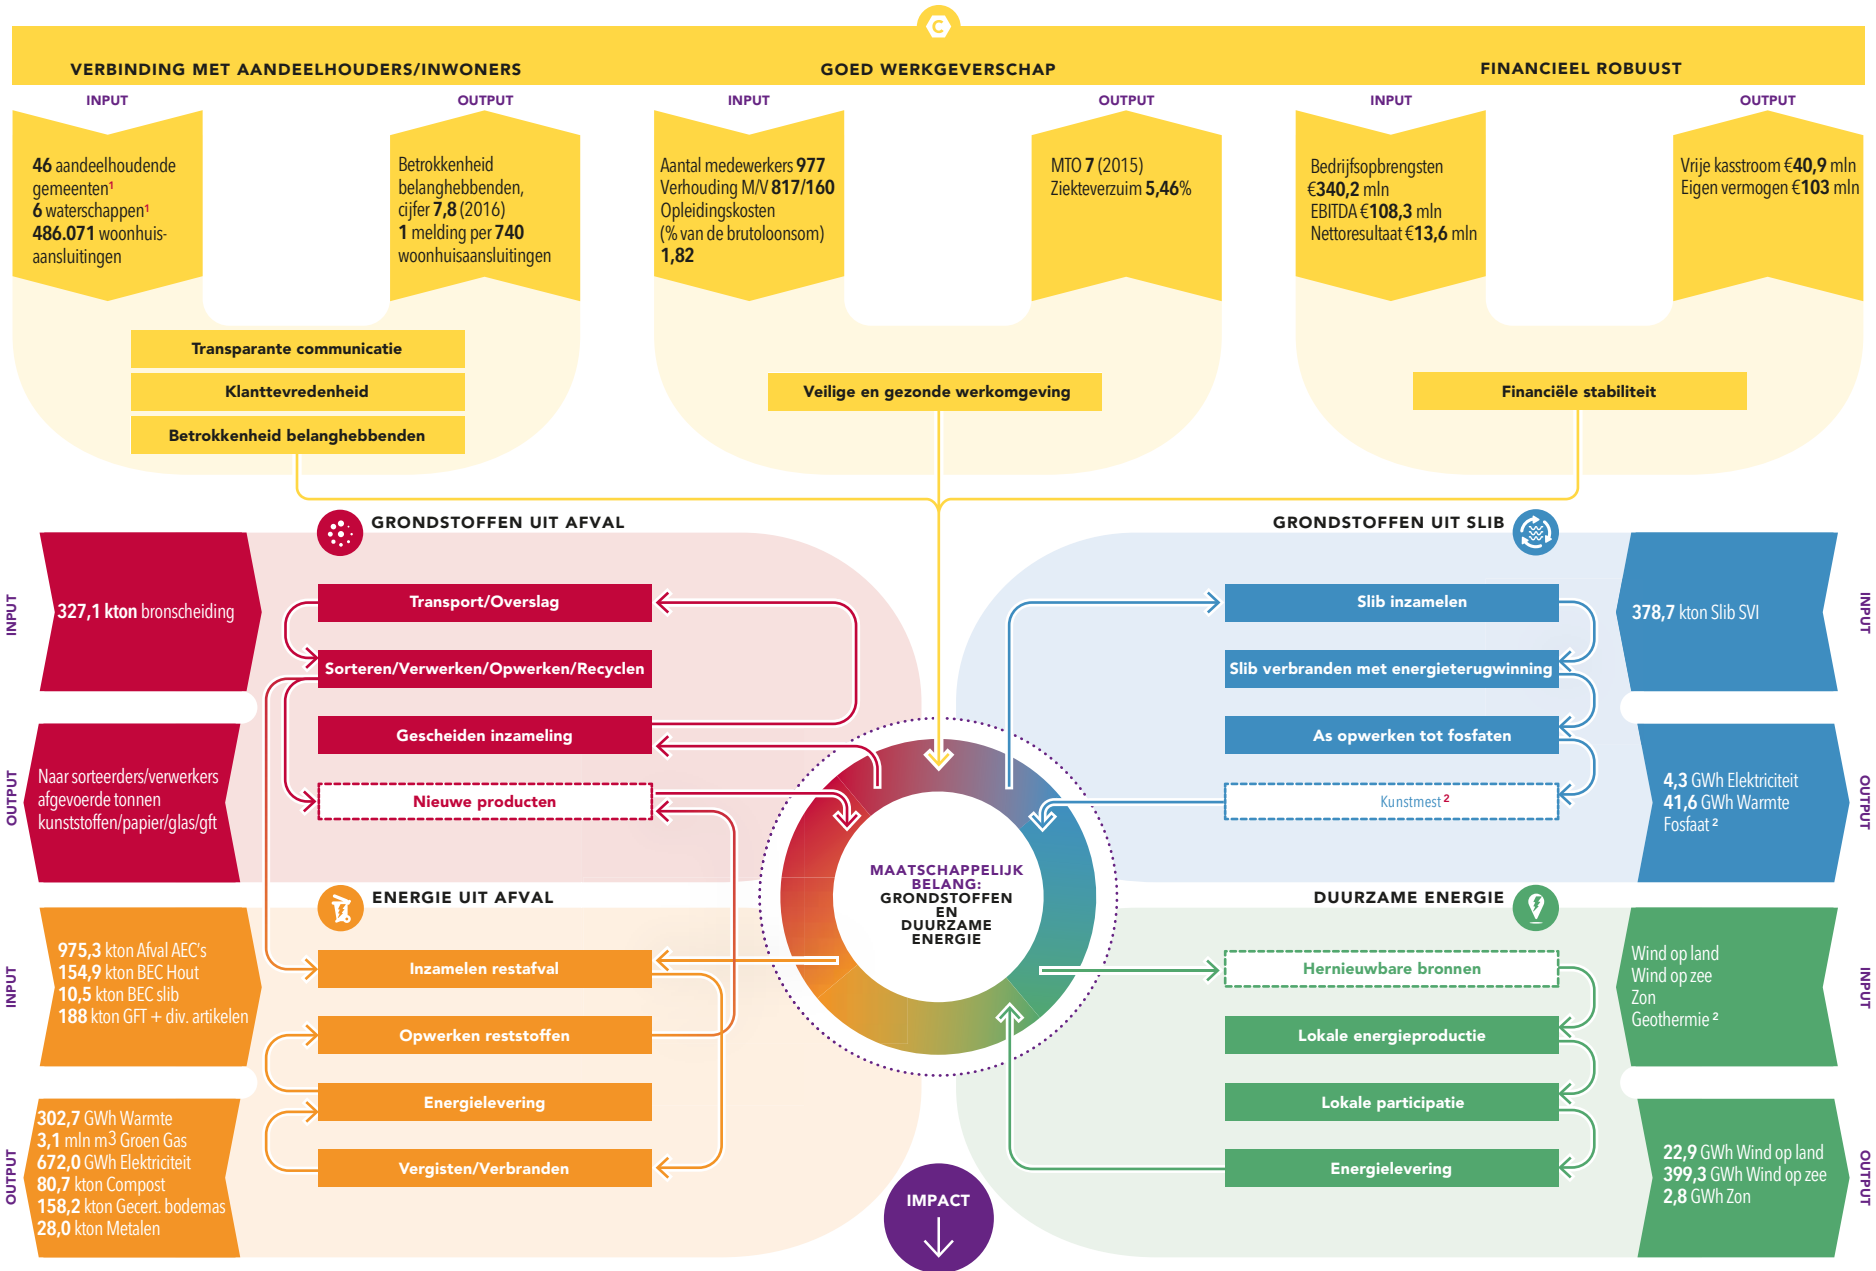 C
VERBINDING MET AANDEELHOUDERS/INWONERS
INPUT
OUTPUT
46 aandeelhoudende
gemeenten¹
6 waterschappen¹
486.071 woonhuis-
aansluitingen
Betrokkenheid
belanghebbenden,
cijfer 7,8 (2016)
1 melding per 740
woonhuisaansluitingen
Transparante communicatie
Klanttevredenheid
Betrokkenheid belanghebbenden
GOED WERKGEVERSCHAP
INPUT
OUTPUT
Aantal medewerkers 977
Verhouding M/V 817/160
Opleidingskosten
(% van de brutoloonsom)
1,82
MTO 7 (2015)
Ziekteverzuim 5,46%
Veilige en gezonde werkomgeving
FINANCIEEL ROBUUST
INPUT
OUTPUT
Bedrijfsopbrengsten
€340,2 mln
EBITDA €108,3 mln
Nettoresultaat €13,6 mln
Vrije kasstroom €40,9 mln
Eigen vermogen €103 mln
Financiële stabiliteit
GRONDSTOFFEN UIT AFVAL
INPUT
327,1 kton bronscheiding
OUTPUT
Naar sorteerders/verwerkers
afgevoerde tonnen
kunststoffen/papier/glas/gft
Transport/Overslag
Sorteren/Verwerken/Opwerken/Recyclen
Gescheiden inzameling
Nieuwe producten
GRONDSTOFFEN UIT SLIB
Slib inzamelen
Slib verbranden met energieterugwinning
As opwerken tot fosfaten
Kunstmest ²
INPUT
378,7 kton Slib SVI
OUTPUT
4,3 GWh Elektriciteit
41,6 GWh Warmte
Fosfaat ²
MAATSCHAPPELIJK
BELANG:
GRONDSTOFFEN
EN
DUURZAME
ENERGIE
ENERGIE UIT AFVAL
INPUT
975,3 kton Afval AEC's
154,9 kton BEC Hout
10,5 kton BEC slib
188 kton GFT + div. artikelen
OUTPUT
302,7 GWh Warmte
3,1 mln m³ Groen Gas
672,0 GWh Elektriciteit
80,7 kton Compost
158,2 kton Gecert. bodemas
28,0 kton Metalen
Inzamelen restafval
Opwerken reststoffen
Energielevering
Vergisten/Verbranden
DUURZAME ENERGIE
Hernieuwbare bronnen
Lokale energieproductie
Lokale participatie
Energielevering
INPUT
Wind op land
Wind op zee
Zon
Geothermie ²
OUTPUT
22,9 GWh Wind op land
399,3 GWh Wind op zee
2,8 GWh Zon
IMPACT